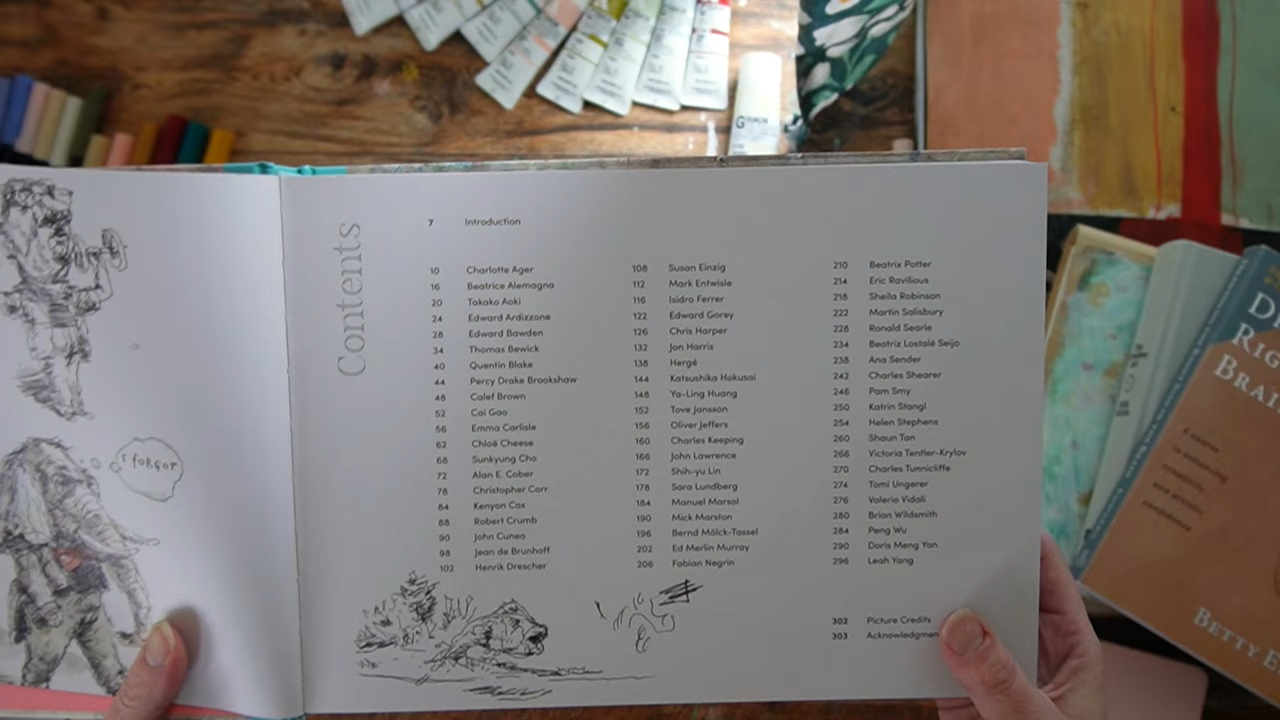 I FORGOT
Contents
7 Introduction
10 Charlotte Ager
16 Beatrice Alemagna
20 Takako Aoki
24 Edward Ardizzone
28 Edward Bawden
34 Thomas Bewick
40 Quentin Blake
44 Percy Drake Brookshaw
48 Calef Brown
52 Cai Gao
56 Emma Carlisle
62 Chloë Cheese
68 Sunkyung Cho
72 Alan E. Cober
78 Christopher Corr
84 Kenyon Cox
88 Robert Crumb
90 John Cuneo
98 Jean de Brunhoff
102 Henrik Drescher
108 Susan Einzig
112 Mark Entwisle
116 Isidro Ferrer
122 Edward Gorey
126 Chris Harper
132 Jon Harris
138 Hergé
144 Katsushika Hokusai
148 Ya-Ling Huang
152 Tove Jansson
156 Oliver Jeffers
160 Charles Keeping
166 John Lawrence
172 Shih-yu Lin
178 Sara Lundberg
184 Manuel Marsol
190 Mick Marston
196 Bernd Mölck-Tassel
202 Ed Merlin Murray
206 Fabian Negrin
210 Beatrix Potter
214 Eric Ravilious
218 Sheila Robinson
222 Martin Salisbury
228 Ronald Searle
234 Beatriz Lostalé Seijo
238 Ana Sender
242 Charles Shearer
246 Pam Smy
250 Katrin Stangl
254 Helen Stephens
260 Shaun Tan
266 Victoria Tentler-Krylov
270 Charles Tunnicliffe
274 Tomi Ungerer
276 Valerio Vidali
280 Brian Wildsmith
284 Peng Wu
290 Doris Meng Yan
296 Leah Yang
302 Picture Credits
303 Acknowledgmen
RIG
BRAI
A course
in enhancing
creativity
and artistic
confidence
BETTY E